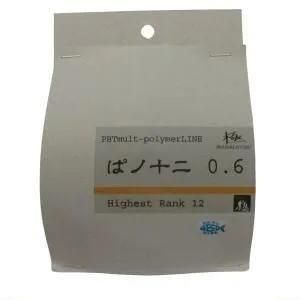 PBTmult-polymerLINE
ぱノ十二 0.6
Highest Rank 12